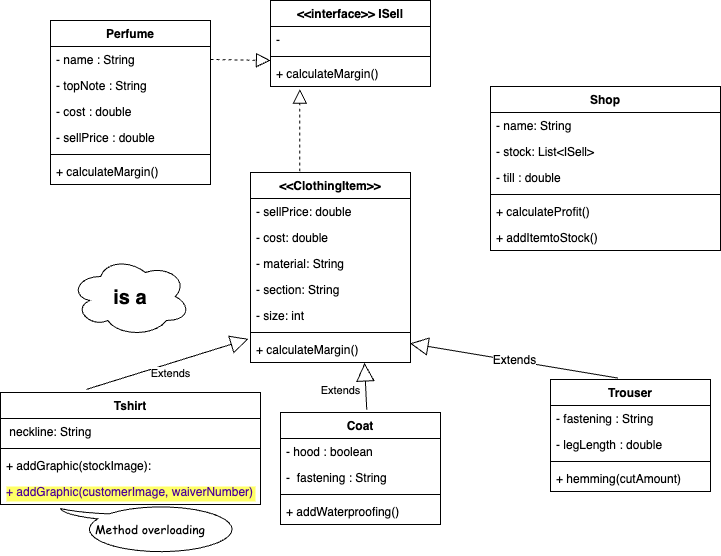 Perfume
- name : String
- topNote : String
- cost : double
- sellPrice : double
+ calculateMargin()
<<interface>> ISell
-
+ calculateMargin()
Shop
- name: String
- stock: List<ISell>
- till : double
+ calculateProfit()
+ addItemtoStock()
<<ClothingItem>>
- sellPrice: double
- cost: double
- material: String
- section: String
- size: int
+ calculateMargin()
is a
Extends
Extends
Extends
Tshirt
neckline: String
+ addGraphic(stockImage):
+ addGraphic(customerImage, waiverNumber)
Method overloading
Coat
- hood : boolean
- fastening : String
+ addWaterproofing()
Trouser
- fastening : String
- legLength : double
+ hemming(cutAmount)